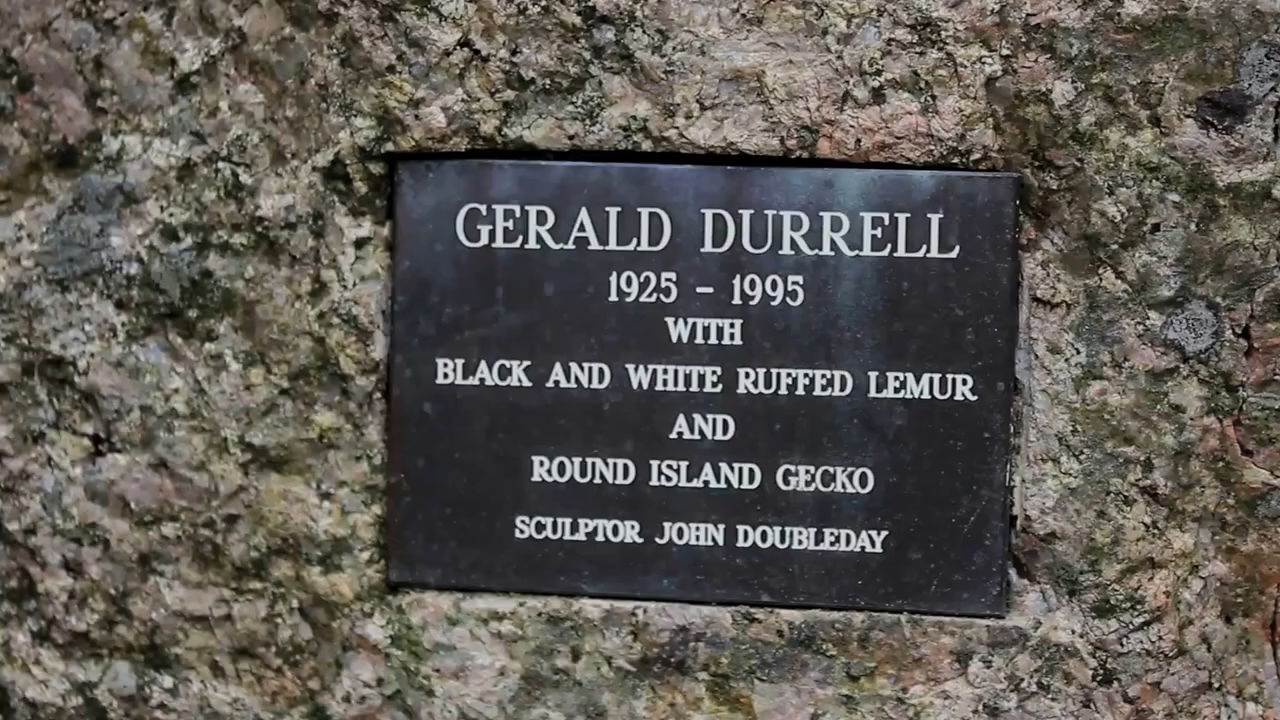 GERALD DURRELL
1925 - 1995
WITH
BLACK AND WHITE RUFFED LEMUR
AND
ROUND ISLAND GECKO
SCULPTOR JOHN DOUBLEDAY